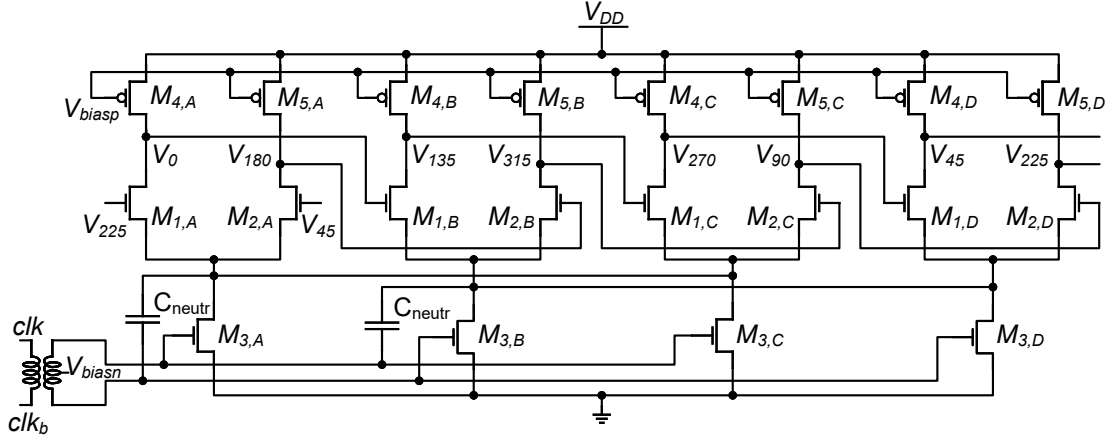 V_DD
M_4,A M_5,A M_4,B M_5,B M_4,C M_5,C M_4,D M_5,D
V_biasp
V_0 V_180 V_135 V_315 V_270 V_90 V_45 V_225
M_1,A M_2,A M_1,B M_2,B M_1,C M_2,C M_1,D M_2,D
V_225 V_45
C_neutr C_neutr
M_3,A M_3,B M_3,C M_3,D
clk
V_biasn
clk_b